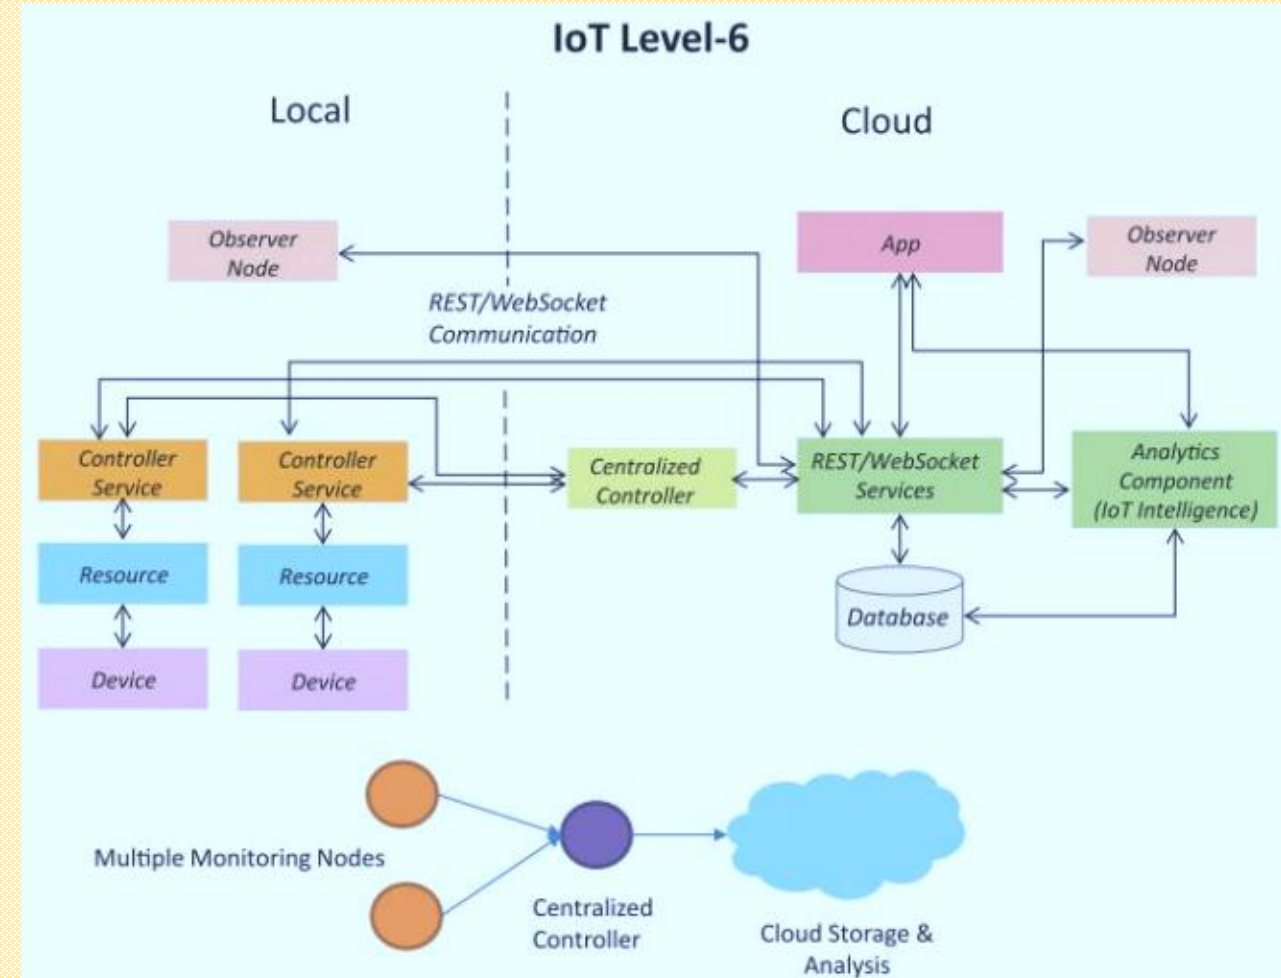 IoT Level-6
Local
Cloud
Observer
Node
App
Observer
Node
REST/WebSocket
Communication
Controller
Service
Controller
Service
Centralized
Controller
REST/WebSocket
Services
Analytics
Component
(IoT Intelligence)
Resource
Resource
Database
Device
Device
Multiple Monitoring Nodes
Centralized
Controller
Cloud Storage &
Analysis